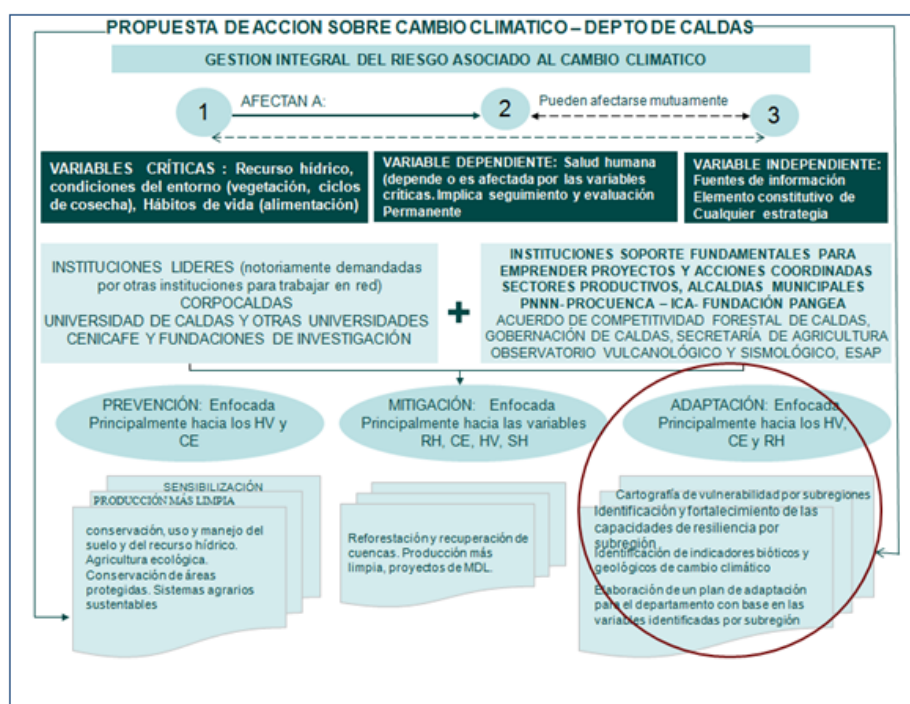 PROPUESTA DE ACCION SOBRE CAMBIO CLIMATICO – DEPTO DE CALDAS
GESTION INTEGRAL DEL RIESGO ASOCIADO AL CAMBIO CLIMATICO
1
AFECTAN A:
2
Pueden afectarse mutuamente
3
VARIABLES CRÍTICAS : Recurso hídrico,
condiciones del entorno (vegetación, ciclos
de cosecha), Hábitos de vida (alimentación)
VARIABLE DEPENDIENTE: Salud humana
(depende o es afectada por las variables
críticas. Implica seguimiento y evaluación
Permanente
VARIABLE INDEPENDIENTE:
Fuentes de información
Elemento constitutivo de
Cualquier estrategia
INSTITUCIONES LIDERES (notoriamente demandadas
por otras instituciones para trabajar en red)
CORPOCALDAS
UNIVERSIDAD DE CALDAS Y OTRAS UNIVERSIDADES
CENICAFE Y FUNDACIONES DE INVESTIGACIÓN
+
INSTITUCIONES SOPORTE FUNDAMENTALES PARA
EMPRENDER PROYECTOS Y ACCIONES COORDINADAS
SECTORES PRODUCTIVOS, ALCALDIAS MUNICIPALES
PNNN- PROCUENCA – ICA- FUNDACIÓN PANGEA
ACUERDO DE COMPETITIVIDAD FORESTAL DE CALDAS,
GOBERNACIÓN DE CALDAS, SECRETARÍA DE AGRICULTURA
OBSERVATORIO VULCANOLÓGICO Y SISMOLÓGICO, ESAP
PREVENCIÓN: Enfocada
Principalmente hacia los HV y
CE
MITIGACIÓN: Enfocada
Principalmente hacia las variables
RH, CE, HV, SH
ADAPTACIÓN: Enfocada
Principalmente hacia los HV,
CE y RH
SENSIBILIZACIÓN
PRODUCCIÓN MÁS LIMPIA
conservación, uso y manejo del
suelo y del recurso hídrico.
Agricultura ecológica.
Conservación de áreas
protegidas. Sistemas agrarios
sustentables
Reforestación y recuperación de
cuencas. Producción más
limpia, proyectos de MDL.
Cartografía de vulnerabilidad por subregiones
Identificación y fortalecimiento de las
capacidades de resiliencia por
subregión
Identificación de indicadores bióticos y
geológicos de cambio climático
Elaboración de un plan de adaptación
para el departamento con base en las
variables identificadas por subregión